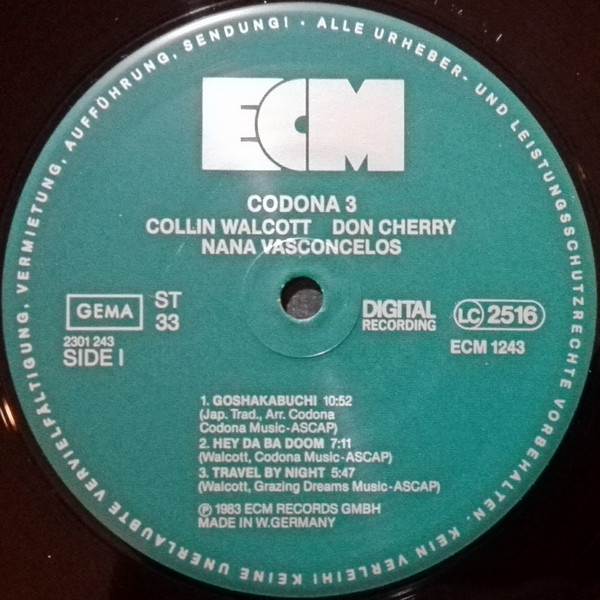 ECM
CODONA 3
COLLIN WALCOTT DON CHERRY
NANA VASCONCELOS
GEMA
ST
33
2301 243
SIDE I
DIGITAL
RECORDING
LC 2516
ECM 1243
1. GOSHAKABUCHI 10:52
(Jap. Trad., Arr. Codona
Codona Music-ASCAP)
2. HEY DA BA DOOM 7:11
(Walcott, Codona Music-ASCAP)
3. TRAVEL BY NIGHT 5:47
(Walcott, Grazing Dreams Music-ASCAP)
℗ 1983 ECM RECORDS GMBH
MADE IN W.GERMANY
ALLE URHEBER- UND LEISTUNGSSCHUTZRECHTE VORBEHALTEN. KEIN VERLEIH! KEINE UNERLAUBTE VERVIELFÄLTIGUNG, VERMIETUNG, AUFFÜHRUNG, SENDUNG! ·